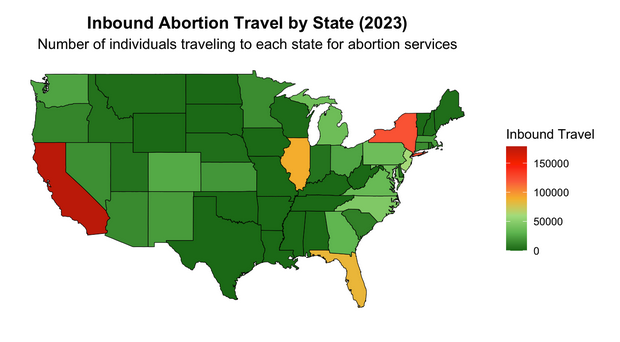 Inbound Abortion Travel by State (2023)
Number of individuals traveling to each state for abortion services
Inbound Travel
150000
100000
50000
0